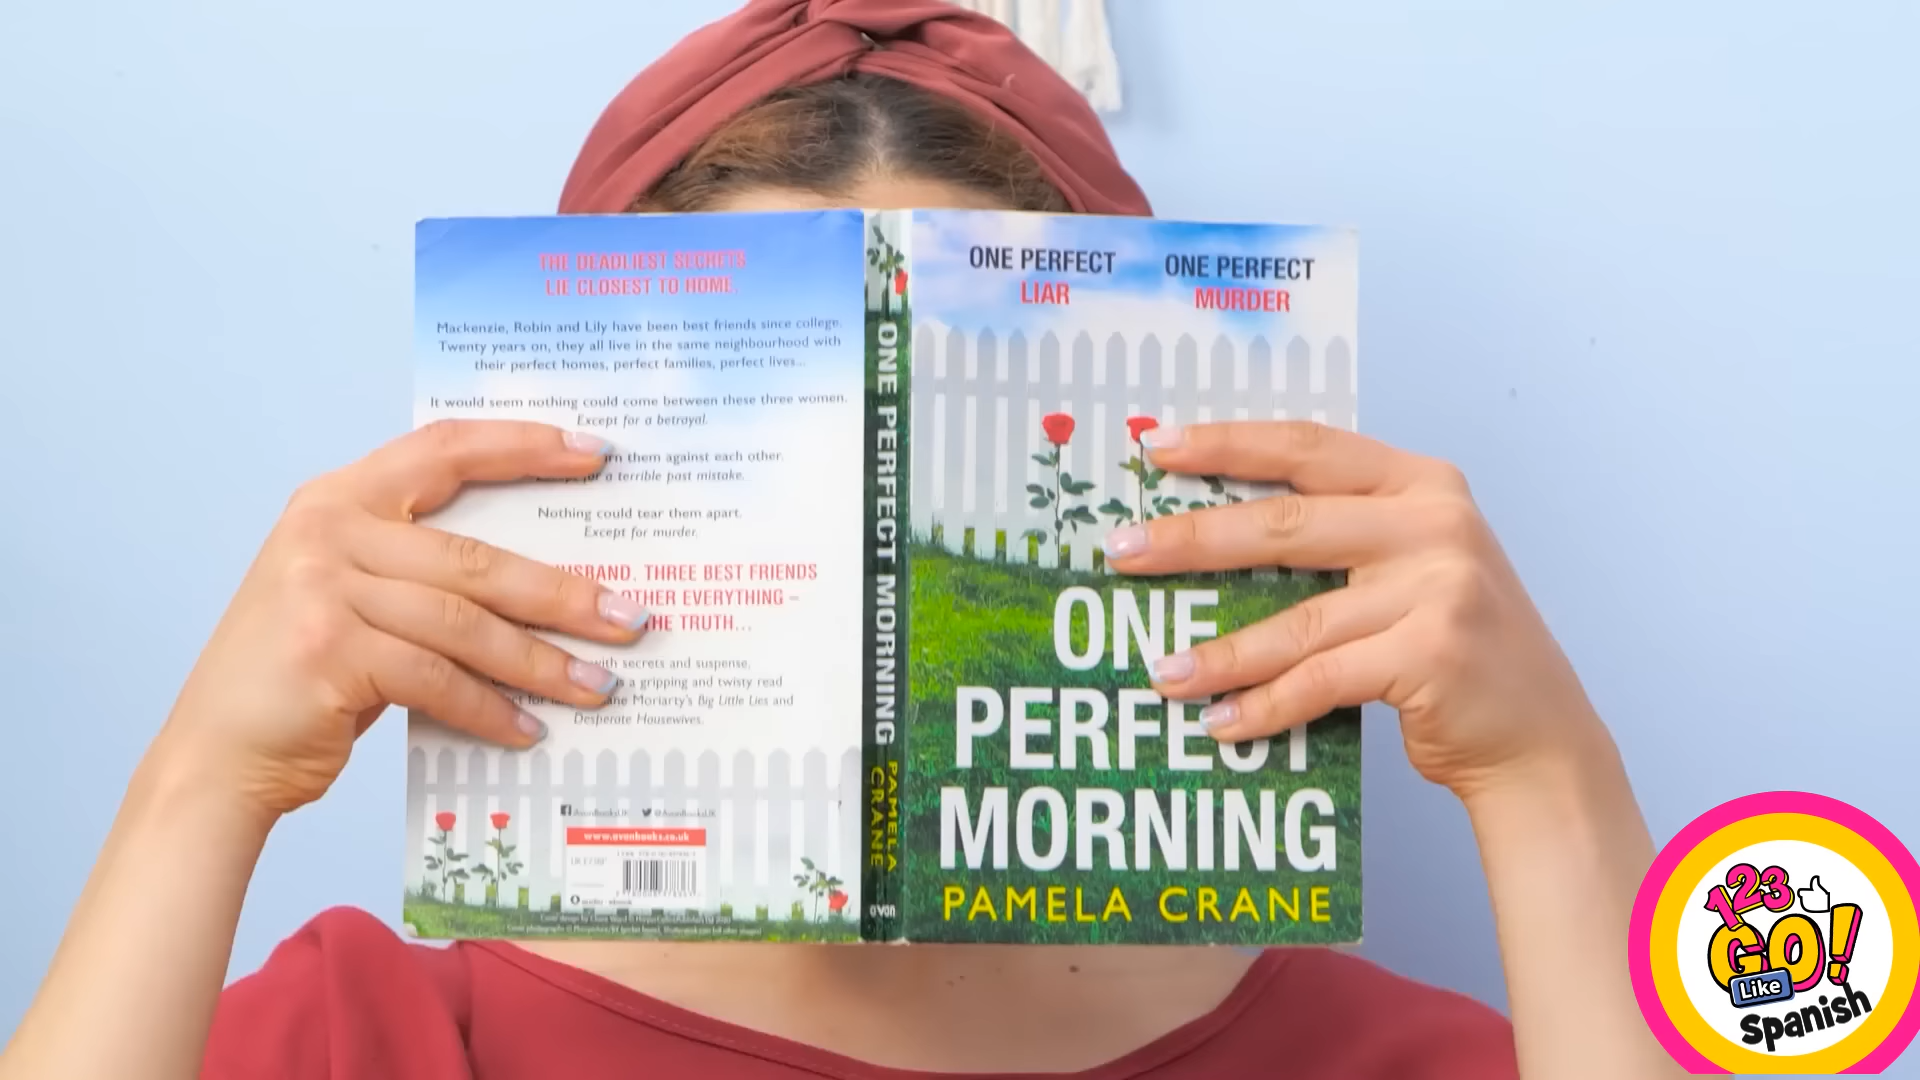 THE DEADLIEST SECRETS
LIE CLOSEST TO HOME.
Mackenzie, Robin and Lily have been best friends since college.
Twenty years on, they all live in the same neighbourhood with
their perfect homes, perfect families, perfect lives...
It would seem nothing could come between these three women.
Except for a betrayal.
them against each other.
a terrible past mistake.
Nothing could tear them apart.
Except for murder.
THREE BEST FRIENDS
EVERYTHING –
THE TRUTH...
with secrets and suspense,
is a gripping and twisty read
Moriarty's Big Little Lies and
Desperate Housewives.
AvonBooksUK @AvonBooksUK
www.avonbooks.co.uk
ONE PERFECT MORNING
PAMELA
CRANE
avon
ONE PERFECT
LIAR
ONE PERFECT
MURDER
ONE
PERFECT
MORNING
PAMELA CRANE
123
GO!
Like
Spanish